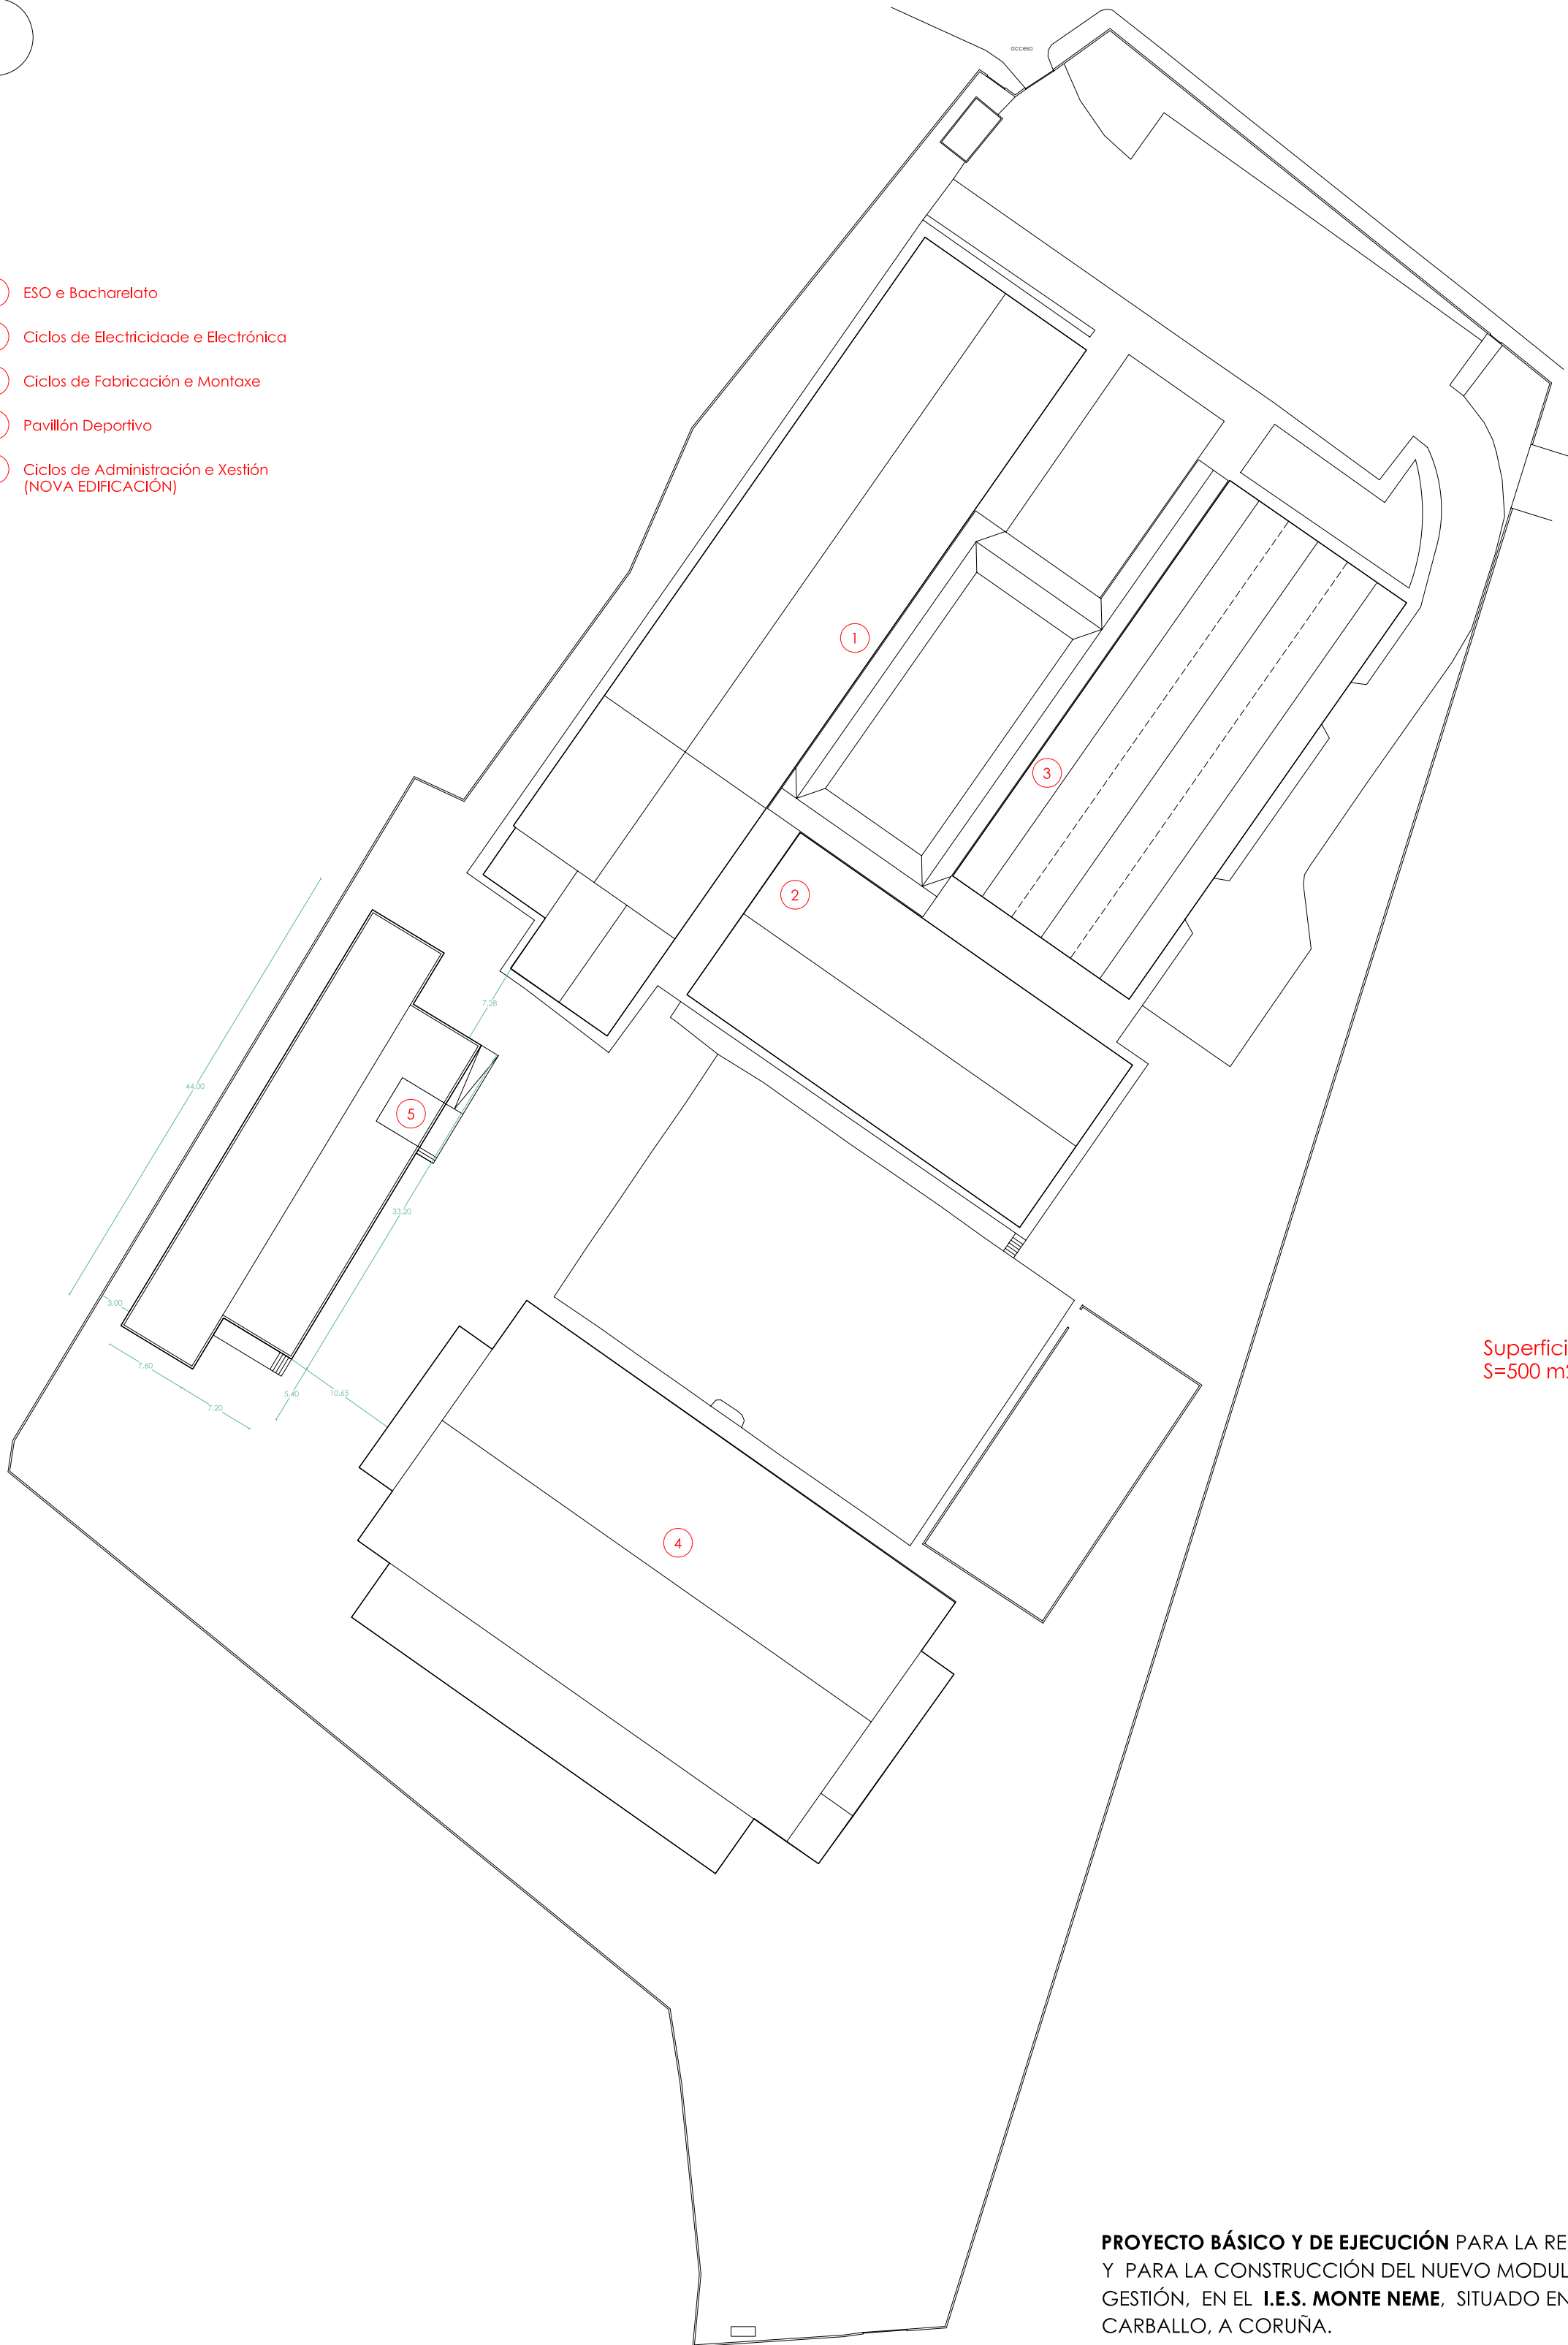 acceso
ESO e Bacharelato
Ciclos de Electricidade e Electrónica
Ciclos de Fabricación e Montaxe
Pavillón Deportivo
Ciclos de Administración e Xestión
(NOVA EDIFICACIÓN)
1
3
2
7,28
44,00
5
33,20
3,00
7,60
5,40
10,65
7,20
4
Superfici
S=500 m2
PROYECTO BÁSICO Y DE EJECUCIÓN PARA LA RE
Y PARA LA CONSTRUCCIÓN DEL NUEVO MODUL
GESTIÓN, EN EL I.E.S. MONTE NEME, SITUADO EN
CARBALLO, A CORUÑA.